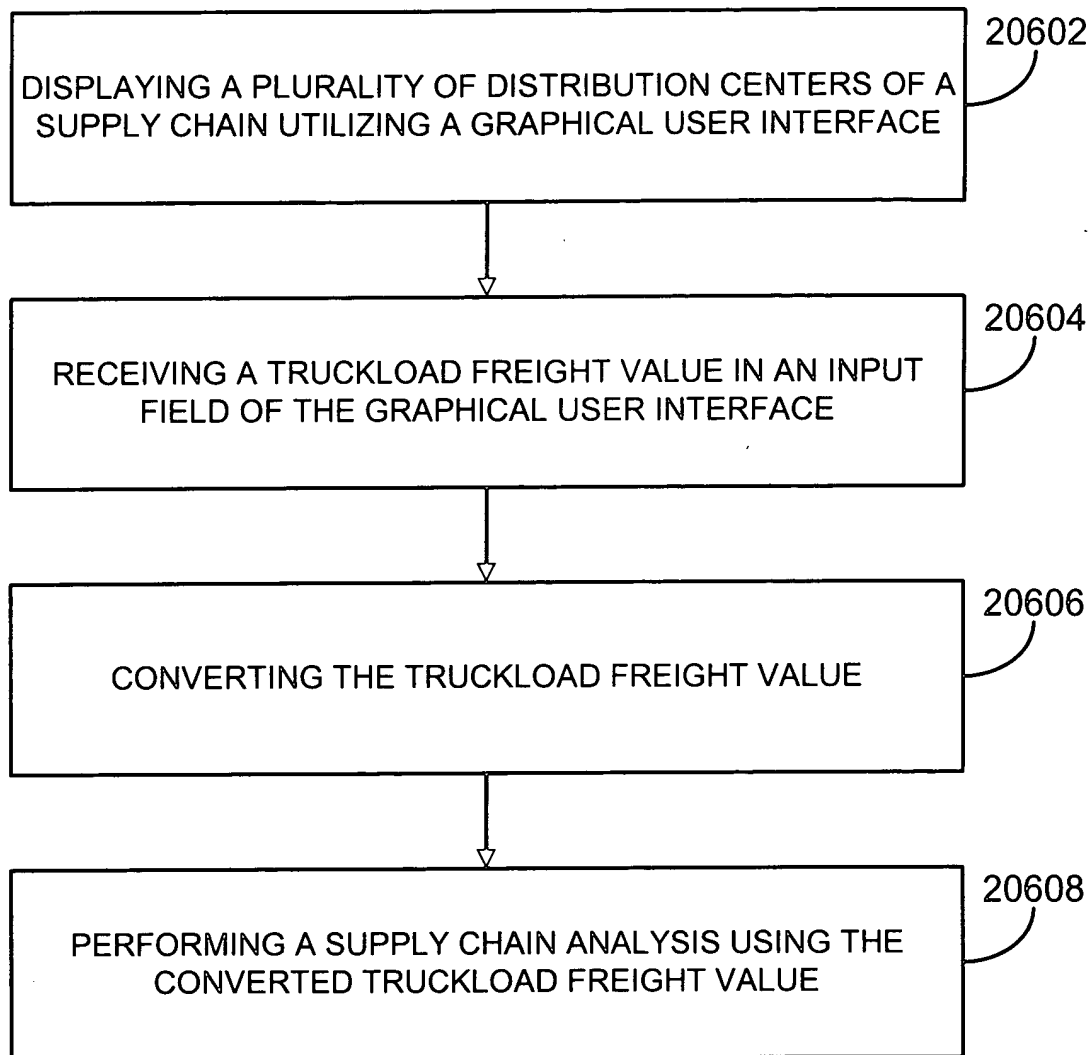 20602
DISPLAYING A PLURALITY OF DISTRIBUTION CENTERS OF A
SUPPLY CHAIN UTILIZING A GRAPHICAL USER INTERFACE
20604
RECEIVING A TRUCKLOAD FREIGHT VALUE IN AN INPUT
FIELD OF THE GRAPHICAL USER INTERFACE
20606
CONVERTING THE TRUCKLOAD FREIGHT VALUE
20608
PERFORMING A SUPPLY CHAIN ANALYSIS USING THE
CONVERTED TRUCKLOAD FREIGHT VALUE